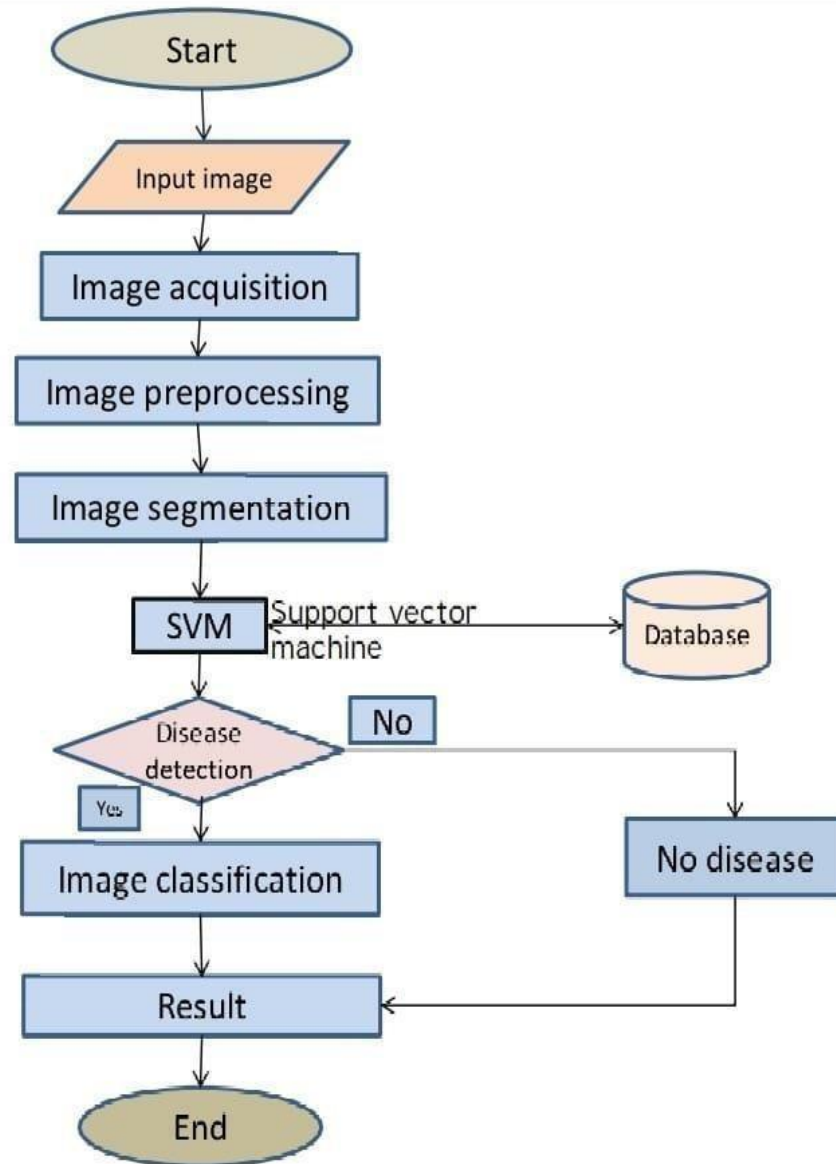 Start
Input image
Image acquisition
Image preprocessing
Image segmentation
SVM
Support vector
machine
Database
Disease
detection
No
Yes
Image classification
No disease
Result
End